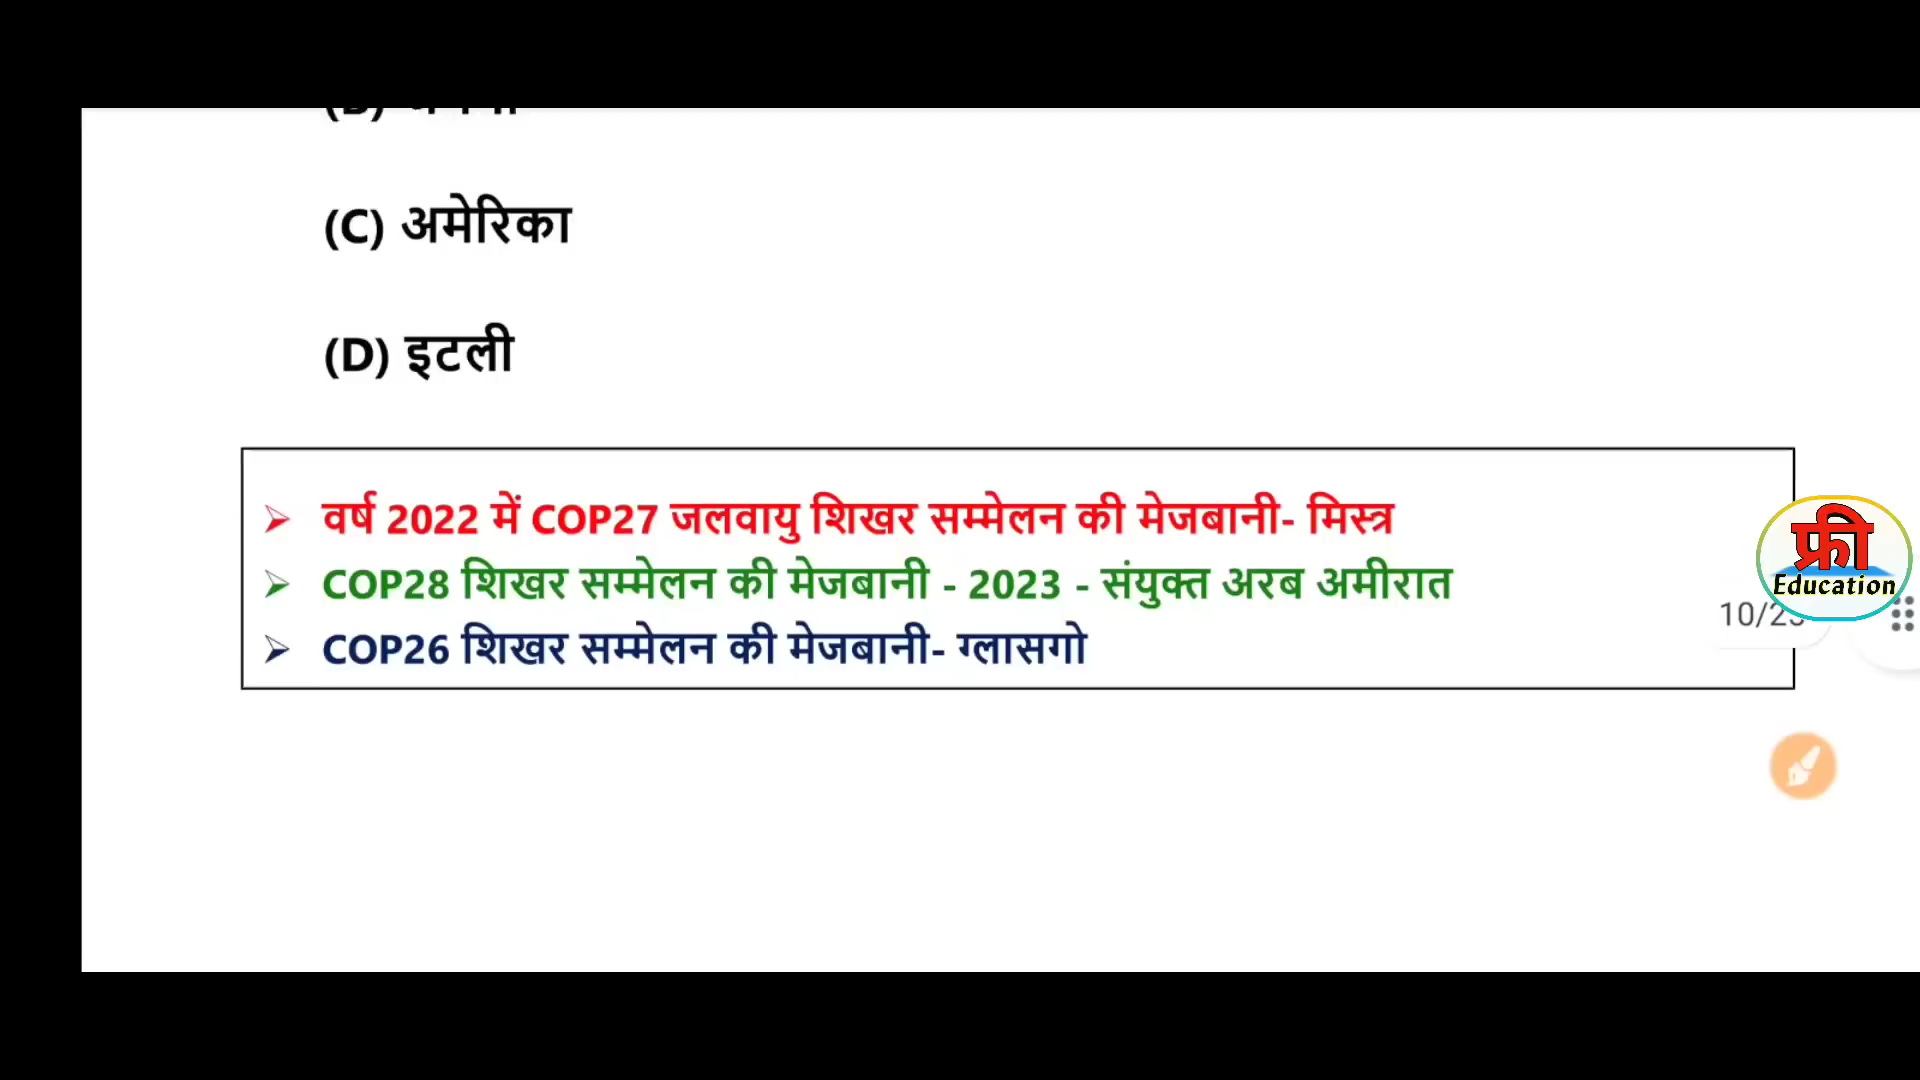 (C) अमेरिका
(D) इटली
➢ वर्ष 2022 में COP27 जलवायु शिखर सम्मेलन की मेजबानी- मिस्त्र
➢ COP28 शिखर सम्मेलन की मेजबानी - 2023 - संयुक्त अरब अमीरात
➢ COP26 शिखर सम्मेलन की मेजबानी- ग्लासगो
फ्री
Education